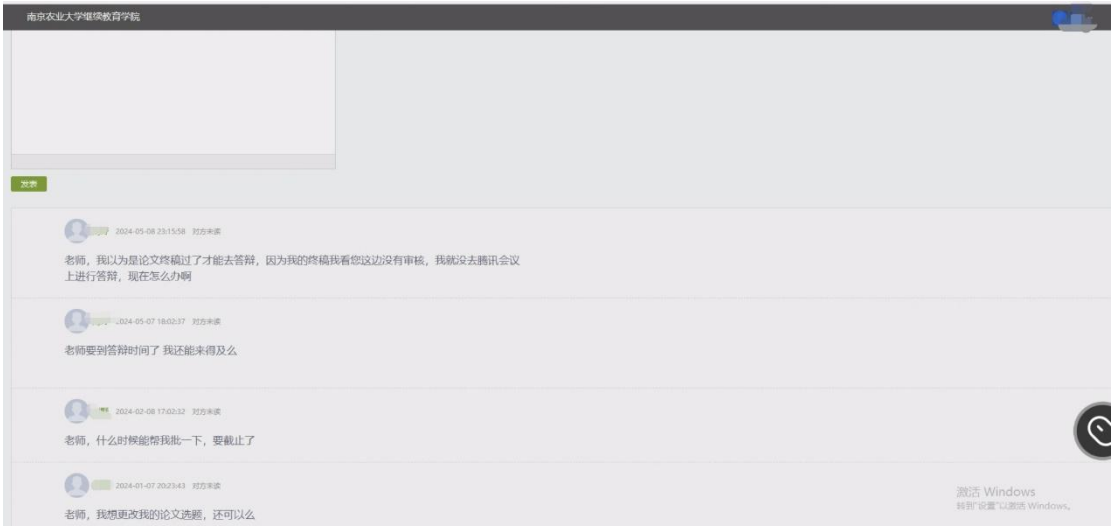 南京农业大学继续教育学院
发表
2024-05-08 23:15:58 对方未读
老师，我以为是论文终稿过了才能去答辩，因为我的终稿我看您这边没有审核，我就没去腾讯会议
上进行答辩，现在怎么办啊
2024-05-07 18:02:37 对方未读
老师要到答辩时间了 我还能来得及么
2024-02-08 17:02:32 对方未读
老师，什么时候能帮我批一下，要截止了
2024-01-07 20:23:43 对方未读
老师，我想更改我的论文选题，还可以么
激活 Windows
转到"设置"以激活 Windows。